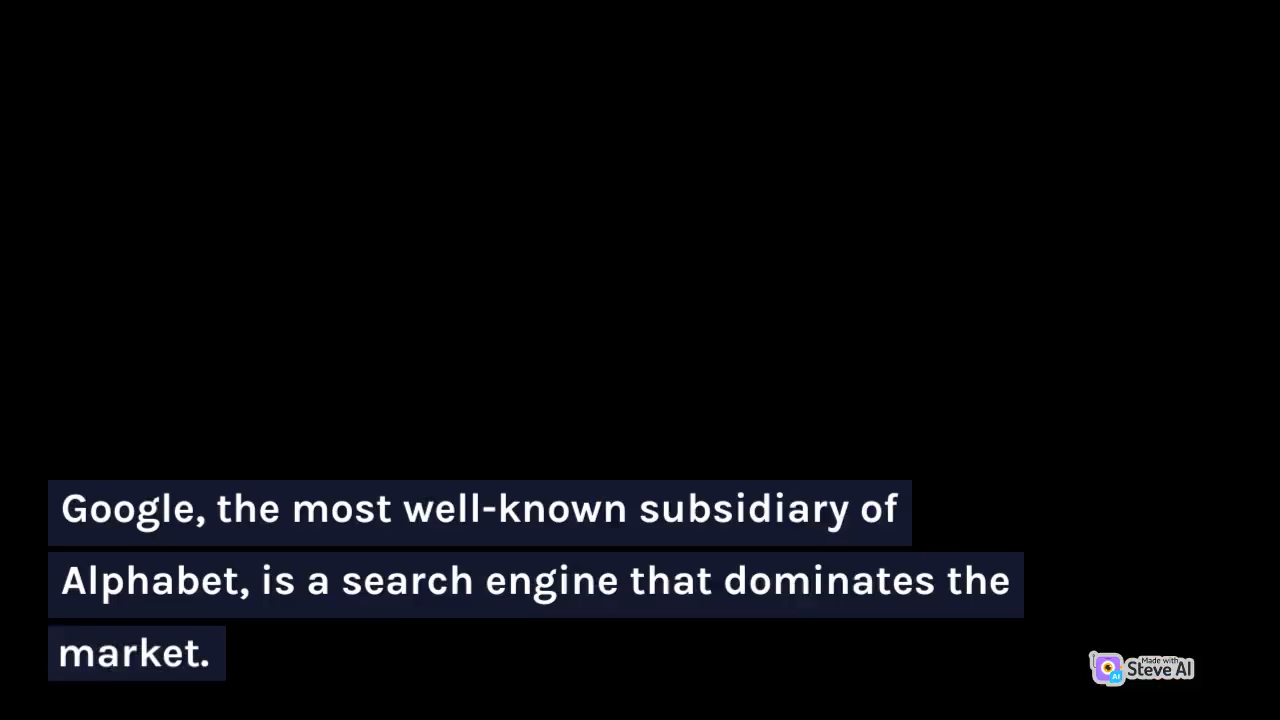 Google, the most well-known subsidiary of
Alphabet, is a search engine that dominates the
market.
Made with
Steve AI
AI